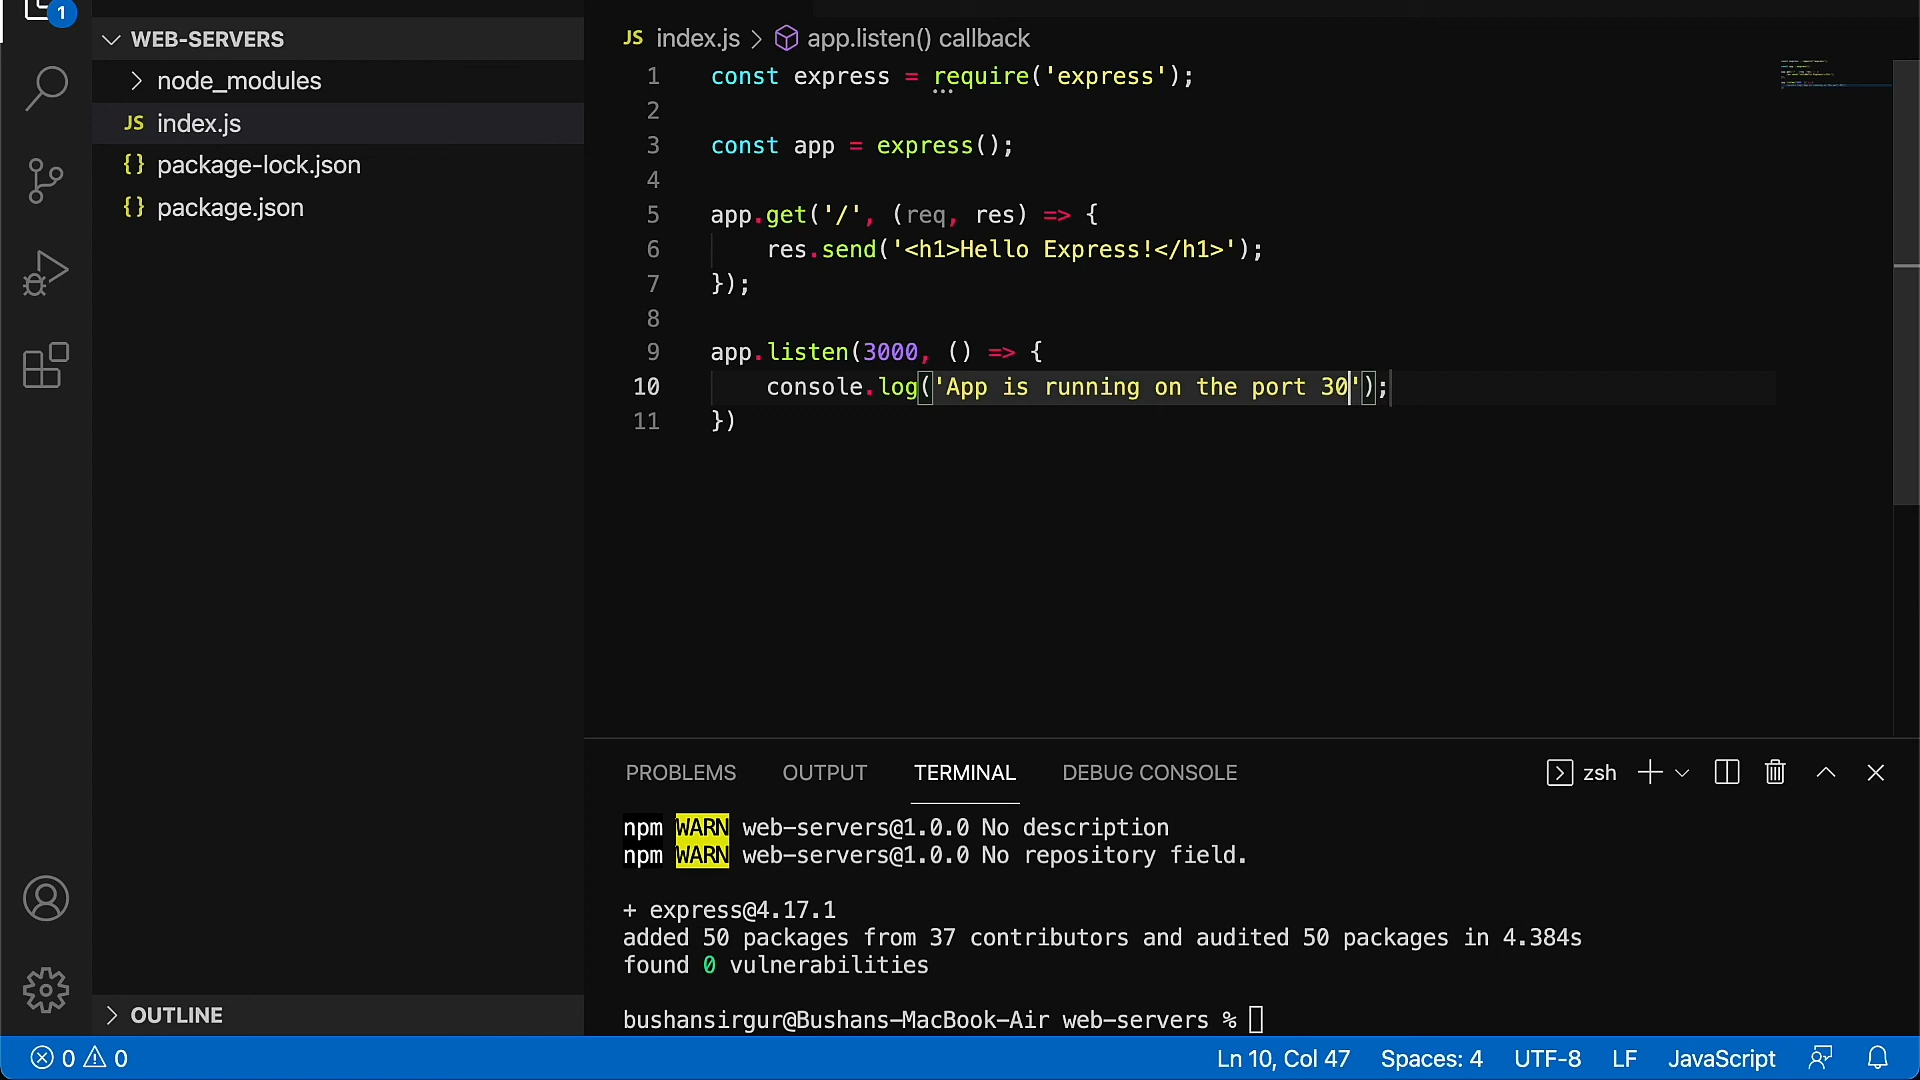 1
WEB-SERVERS
node_modules
JS index.js
{} package-lock.json
{} package.json
OUTLINE
JS index.js > app.listen() callback
1 const express = require('express');
2
3 const app = express();
4
5 app.get('/', (req, res) => {
6 res.send('<h1>Hello Express!</h1>');
7 });
8
9 app.listen(3000, () => {
10 console.log('App is running on the port 30');
11 })
PROBLEMS OUTPUT TERMINAL DEBUG CONSOLE zsh
npm WARN web-servers@1.0.0 No description
npm WARN web-servers@1.0.0 No repository field.
+ express@4.17.1
added 50 packages from 37 contributors and audited 50 packages in 4.384s
found 0 vulnerabilities
bushansirgur@Bushans-MacBook-Air web-servers %
0 0 Ln 10, Col 47 Spaces: 4 UTF-8 LF JavaScript